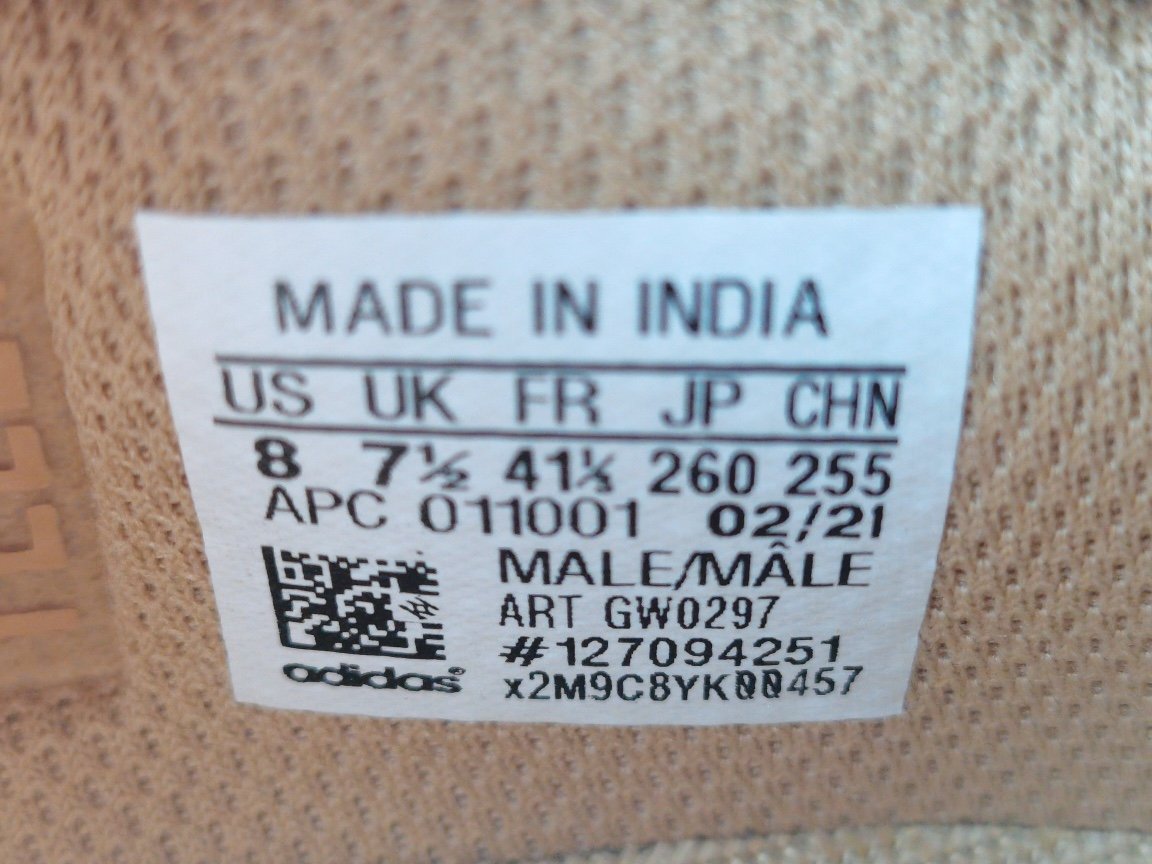 MADE IN INDIA
US UK FR JP CHN
8 7½ 41⅓ 260 255
APC 011001 02/21
MALE/MÂLE
ART GW0297
#127094251
x2M9C8YK00457
adidas®